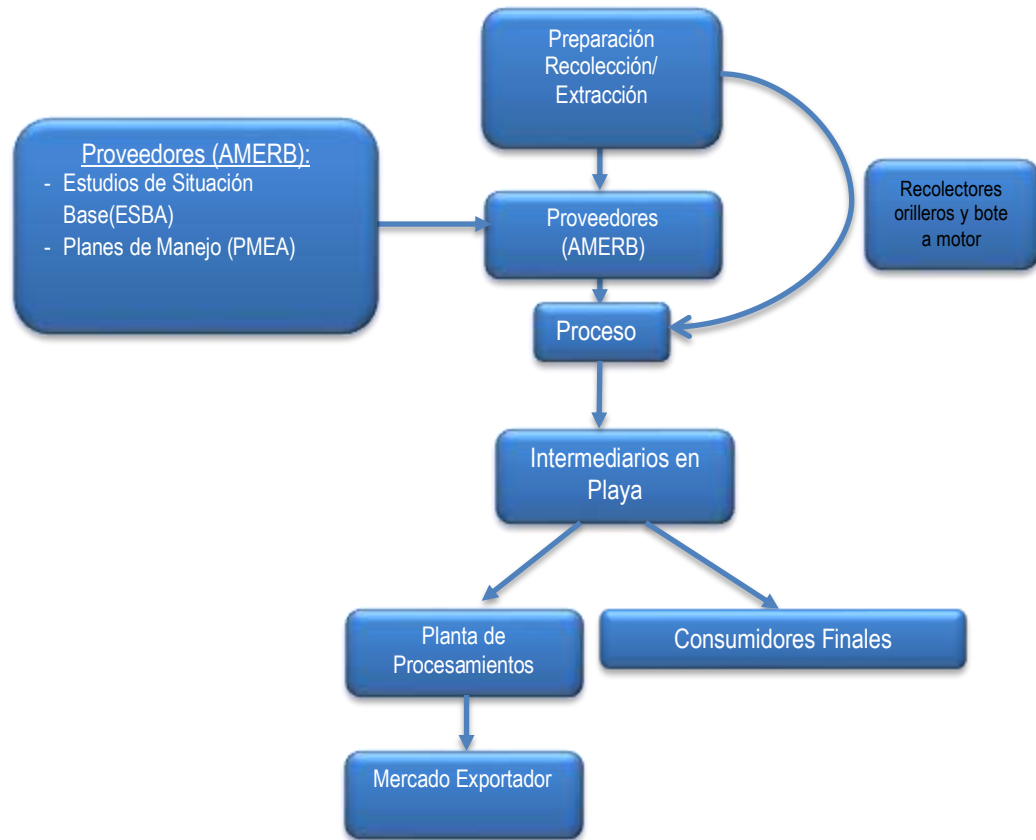 Preparación
Recolección/
Extracción
Proveedores (AMERB):
- Estudios de Situación
Base(ESBA)
- Planes de Manejo (PMEA)
Recolectores
orilleros y bote
a motor
Proveedores
(AMERB)
Proceso
Intermediarios en
Playa
Planta de
Procesamientos
Consumidores Finales
Mercado Exportador